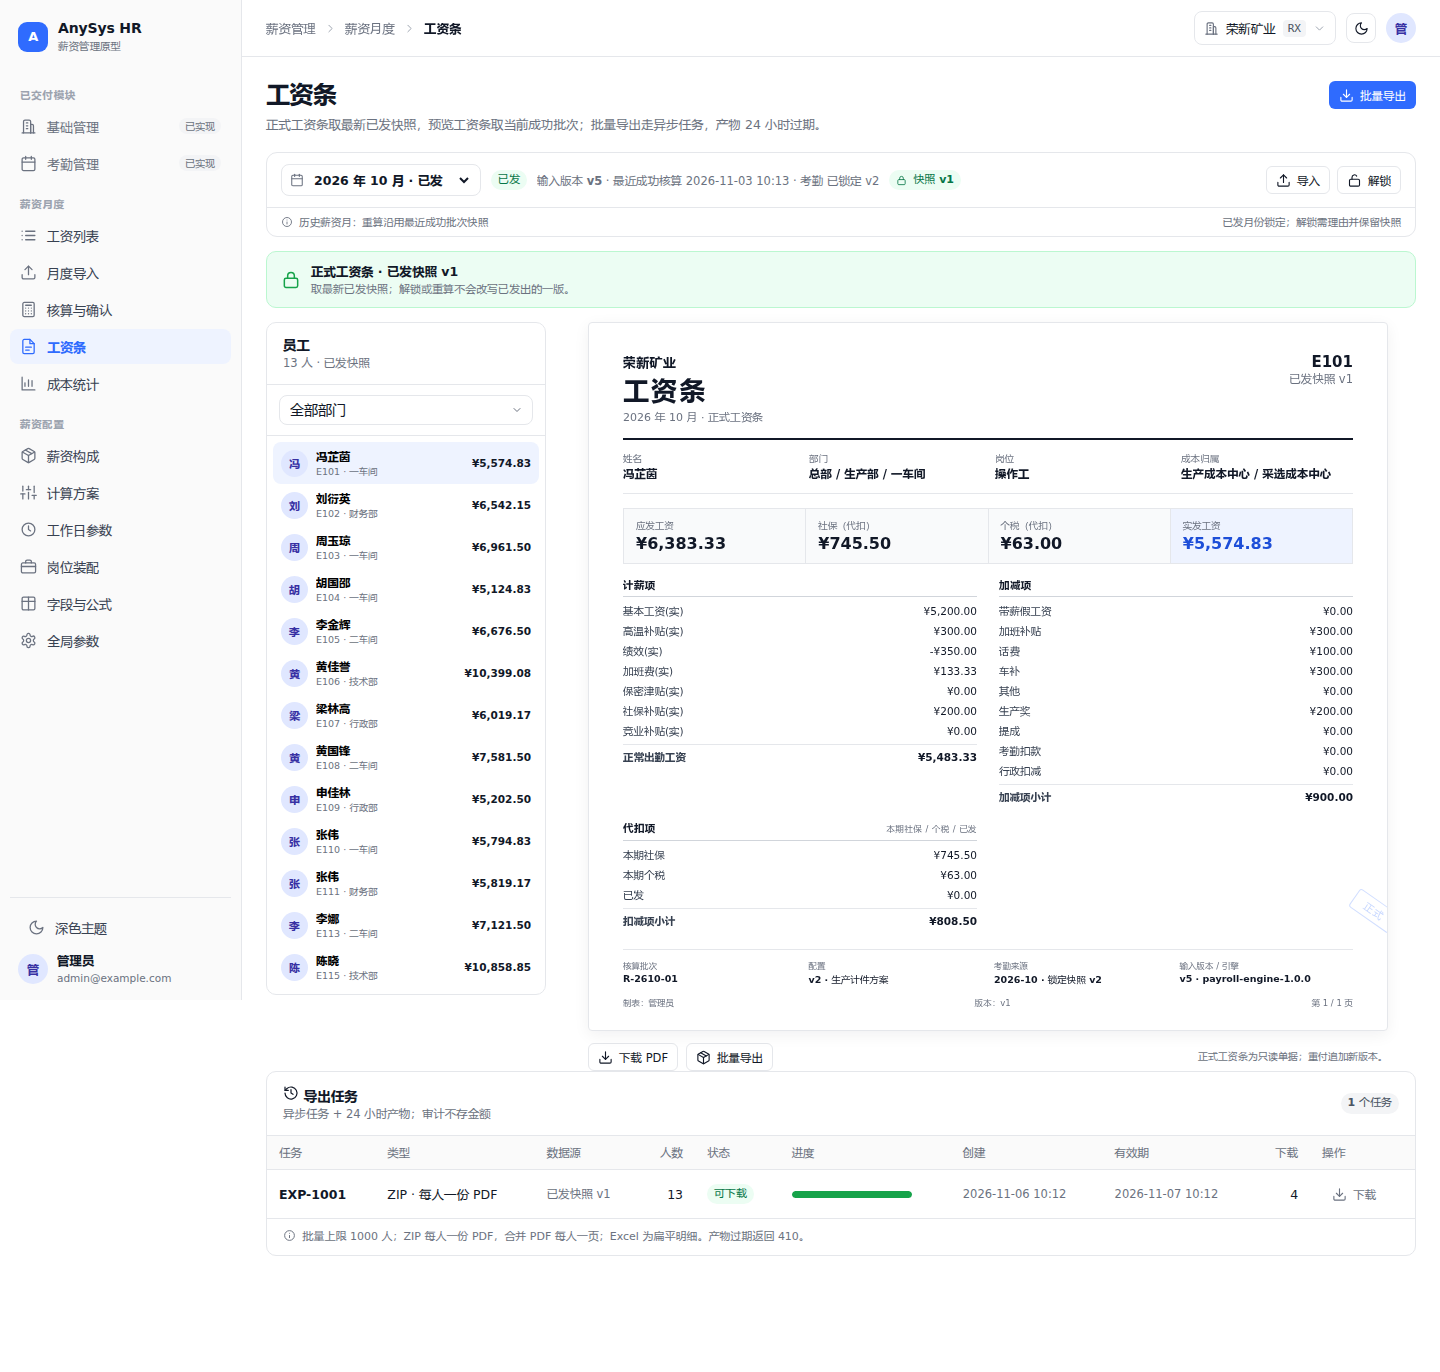 A
AnySys HR
薪资管理原型
已交付模块
基础管理 已实现
考勤管理 已实现
薪资月度
工资列表
月度导入
核算与确认
工资条
成本统计
薪资配置
薪资构成
计算方案
工作日参数
岗位装配
字段与公式
全局参数
深色主题
管 管理员
admin@example.com
薪资管理 薪资月度 工资条
荣新矿业 RX 管
工资条
正式工资条取最新已发快照，预览工资条取当前成功批次；批量导出走异步任务，产物 24 小时过期。
批量导出
2026 年 10 月 · 已发 已发 输入版本 v5 · 最近成功核算 2026-11-03 10:13 · 考勤 已锁定 v2 快照 v1 导入 解锁
历史薪资月：重算沿用最近成功批次快照 已发月份锁定；解锁需理由并保留快照
正式工资条 · 已发快照 v1
取最新已发快照；解锁或重算不会改写已发出的一版。
员工
13 人 · 已发快照
全部部门
冯 冯芷茵 ¥5,574.83
E101 · 一车间
刘 刘衍英 ¥6,542.15
E102 · 财务部
周 周玉琼 ¥6,961.50
E103 · 一车间
胡 胡国邵 ¥5,124.83
E104 · 一车间
李 李金辉 ¥6,676.50
E105 · 二车间
黄 黄佳誉 ¥10,399.08
E106 · 技术部
梁 梁林高 ¥6,019.17
E107 · 行政部
黄 黄国锋 ¥7,581.50
E108 · 二车间
申 申佳林 ¥5,202.50
E109 · 行政部
张 张伟 ¥5,794.83
E110 · 一车间
张 张伟 ¥5,819.17
E111 · 财务部
李 李娜 ¥7,121.50
E113 · 二车间
陈 陈晓 ¥10,858.85
E115 · 技术部
荣新矿业 E101
工资条 已发快照 v1
2026 年 10 月 · 正式工资条
姓名 部门 岗位 成本归属
冯芷茵 总部 / 生产部 / 一车间 操作工 生产成本中心 / 采选成本中心
应发工资 社保（代扣） 个税（代扣） 实发工资
¥6,383.33 ¥745.50 ¥63.00 ¥5,574.83
计薪项 加减项
基本工资(实) ¥5,200.00 带薪假工资 ¥0.00
高温补贴(实) ¥300.00 加班补贴 ¥300.00
绩效(实) -¥350.00 话费 ¥100.00
加班费(实) ¥133.33 车补 ¥300.00
保密津贴(实) ¥0.00 其他 ¥0.00
社保补贴(实) ¥200.00 生产奖 ¥200.00
竞业补贴(实) ¥0.00 提成 ¥0.00
正常出勤工资 ¥5,483.33 考勤扣款 ¥0.00
行政扣减 ¥0.00
加减项小计 ¥900.00
代扣项 本期社保 / 个税 / 已发
本期社保 ¥745.50
本期个税 ¥63.00
已发 ¥0.00
扣减项小计 ¥808.50
正式
核算批次 配置 考勤来源 输入版本 / 引擎
R-2610-01 v2 · 生产计件方案 2026-10 · 锁定快照 v2 v5 · payroll-engine-1.0.0
制表：管理员 版本：v1 第 1 / 1 页
下载 PDF 批量导出 正式工资条为只读单据；重付追加新版本。
导出任务
异步任务 + 24 小时产物；审计不存金额 1 个任务
任务 类型 数据源 人数 状态 进度 创建 有效期 下载 操作
EXP-1001 ZIP · 每人一份 PDF 已发快照 v1 13 可下载 2026-11-06 10:12 2026-11-07 10:12 4 下载
批量上限 1000 人；ZIP 每人一份 PDF，合并 PDF 每人一页；Excel 为扁平明细。产物过期返回 410。